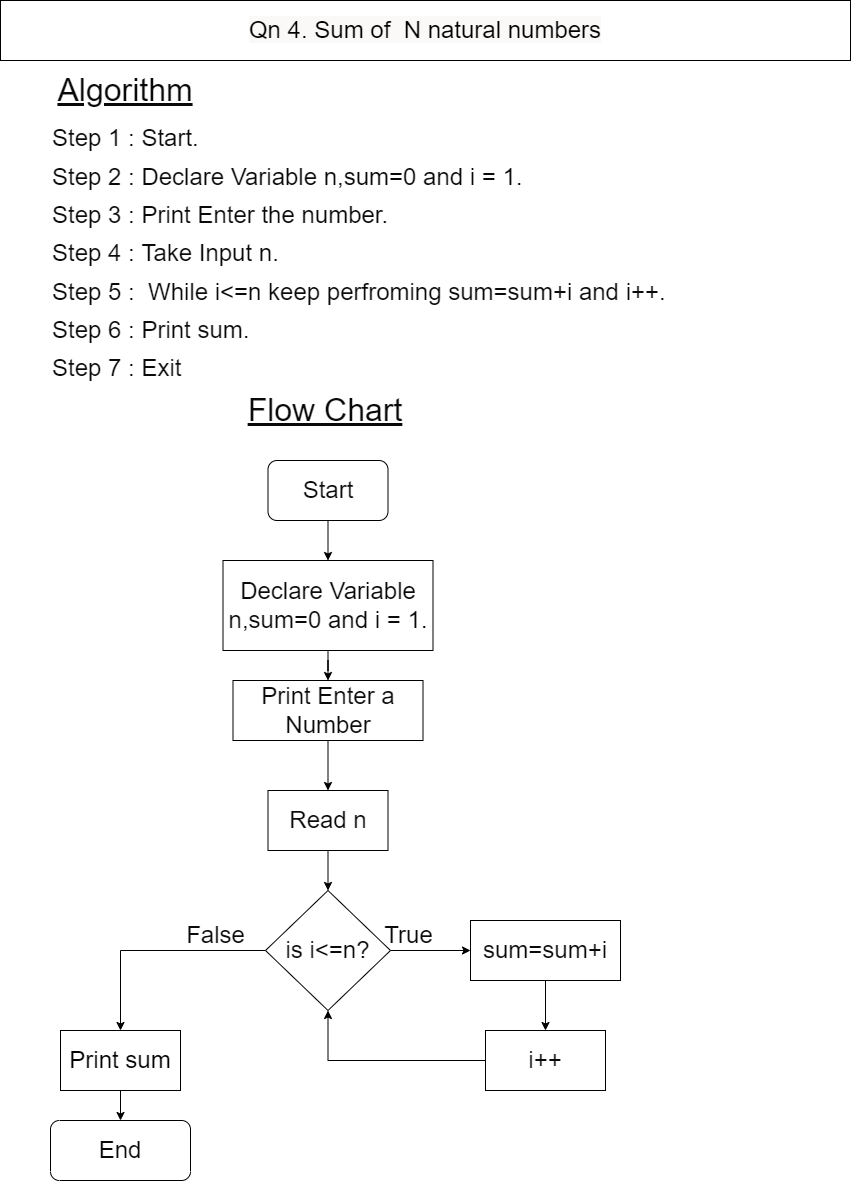 Qn 4. Sum of  N natural numbers
Algorithm
Step 1 : Start.
Step 2 : Declare Variable n,sum=0 and i = 1.
Step 3 : Print Enter the number.
Step 4 : Take Input n.
Step 5 :  While i<=n keep perfroming sum=sum+i and i++.
Step 6 : Print sum.
Step 7 : Exit
Flow Chart
Start
Declare Variable
n,sum=0 and i = 1.
Print Enter a
Number
Read n
False
is i<=n?
True
sum=sum+i
i++
Print sum
End